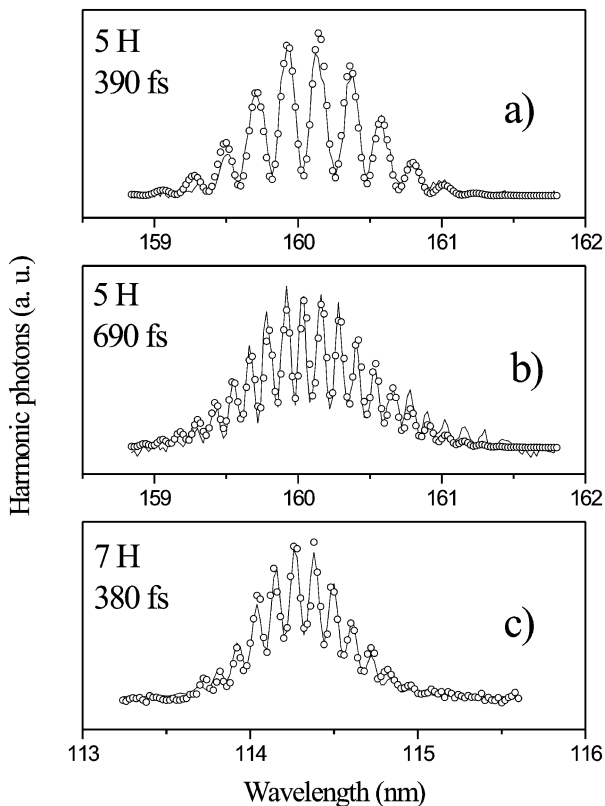 5 H
390 fs
a)
159 160 161 162
5 H
690 fs
b)
159 160 161 162
7 H
380 fs
c)
113 114 115 116
Wavelength (nm)
Harmonic photons (a. u.)